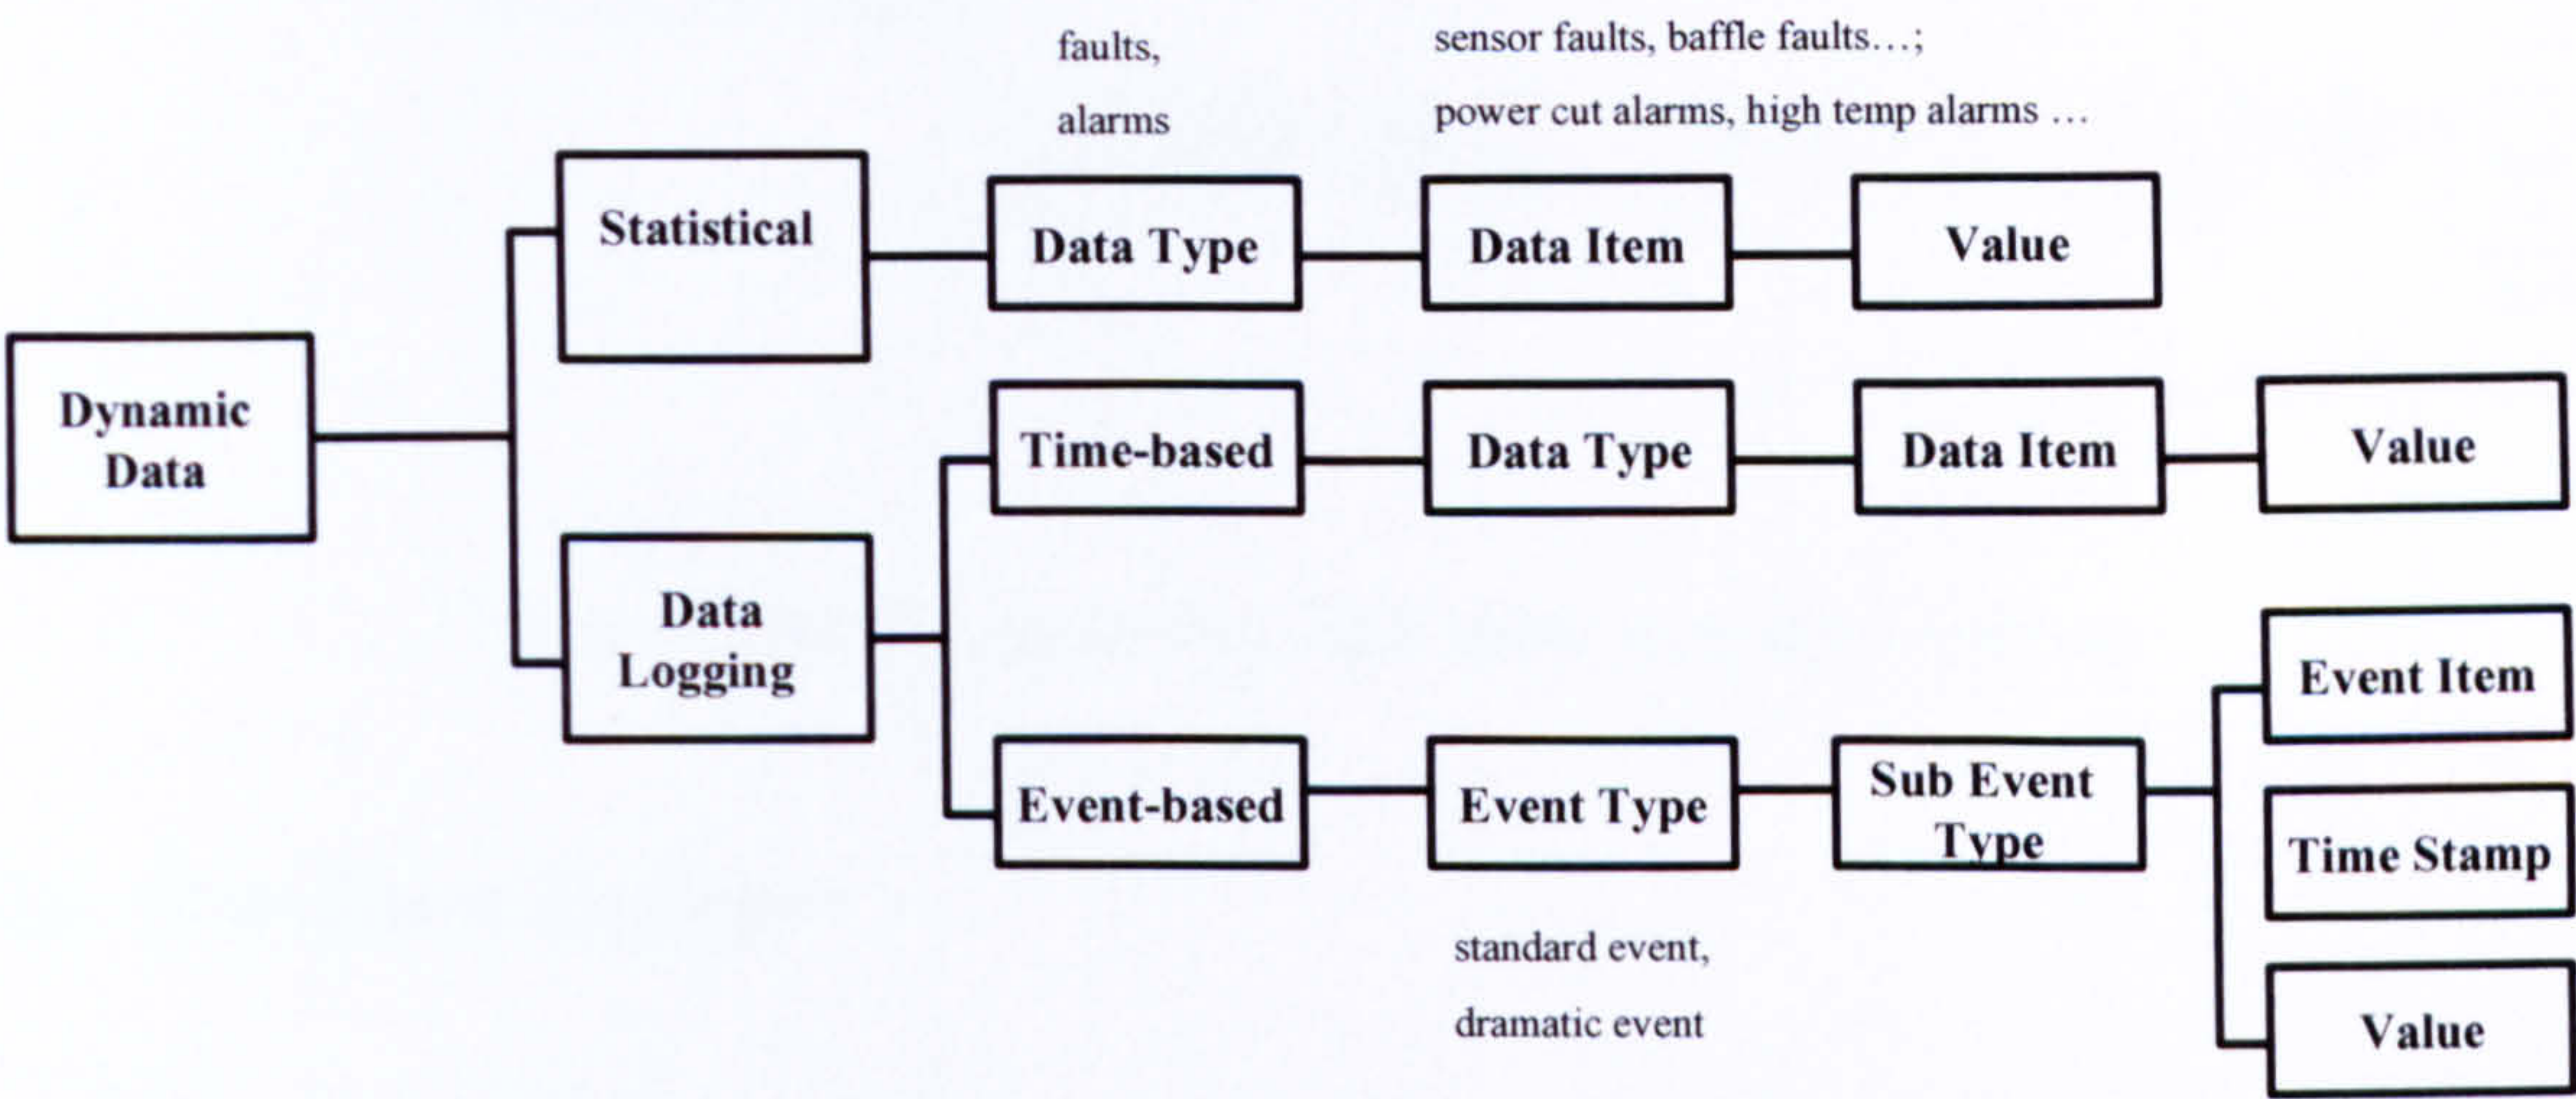 faults,
alarms
sensor faults, baffle faults...;
power cut alarms, high temp alarms ...
Statistical
Data Type
Data Item
Value
Dynamic
Data
Time-based
Data Type
Data Item
Value
Data
Logging
Event-based
Event Type
Sub Event
Type
Event Item
Time Stamp
Value
standard event,
dramatic event